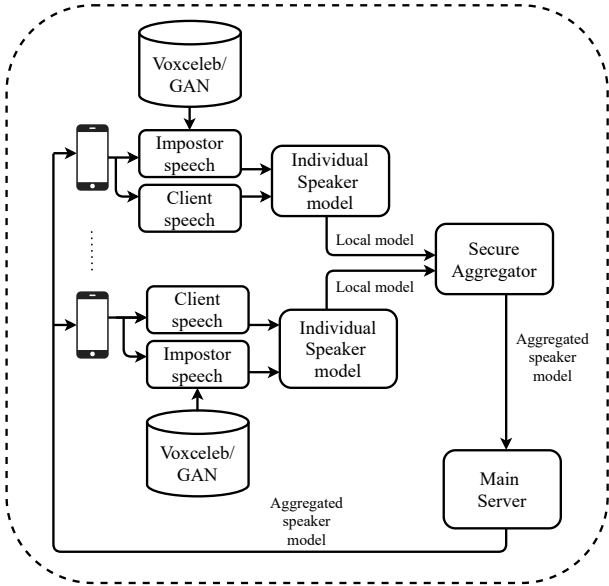 Voxceleb/
GAN
Impostor
speech
Client
speech
Individual
Speaker
model
Local model
Secure
Aggregator
Local model
Client
speech
Impostor
speech
Individual
Speaker
model
Aggregated
speaker
model
Voxceleb/
GAN
Main
Server
Aggregated
speaker
model